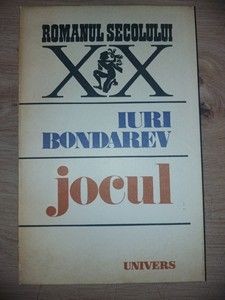 ROMANUL SECOLULUI
XX
IURI
BONDAREV
jocul
UNIVERS